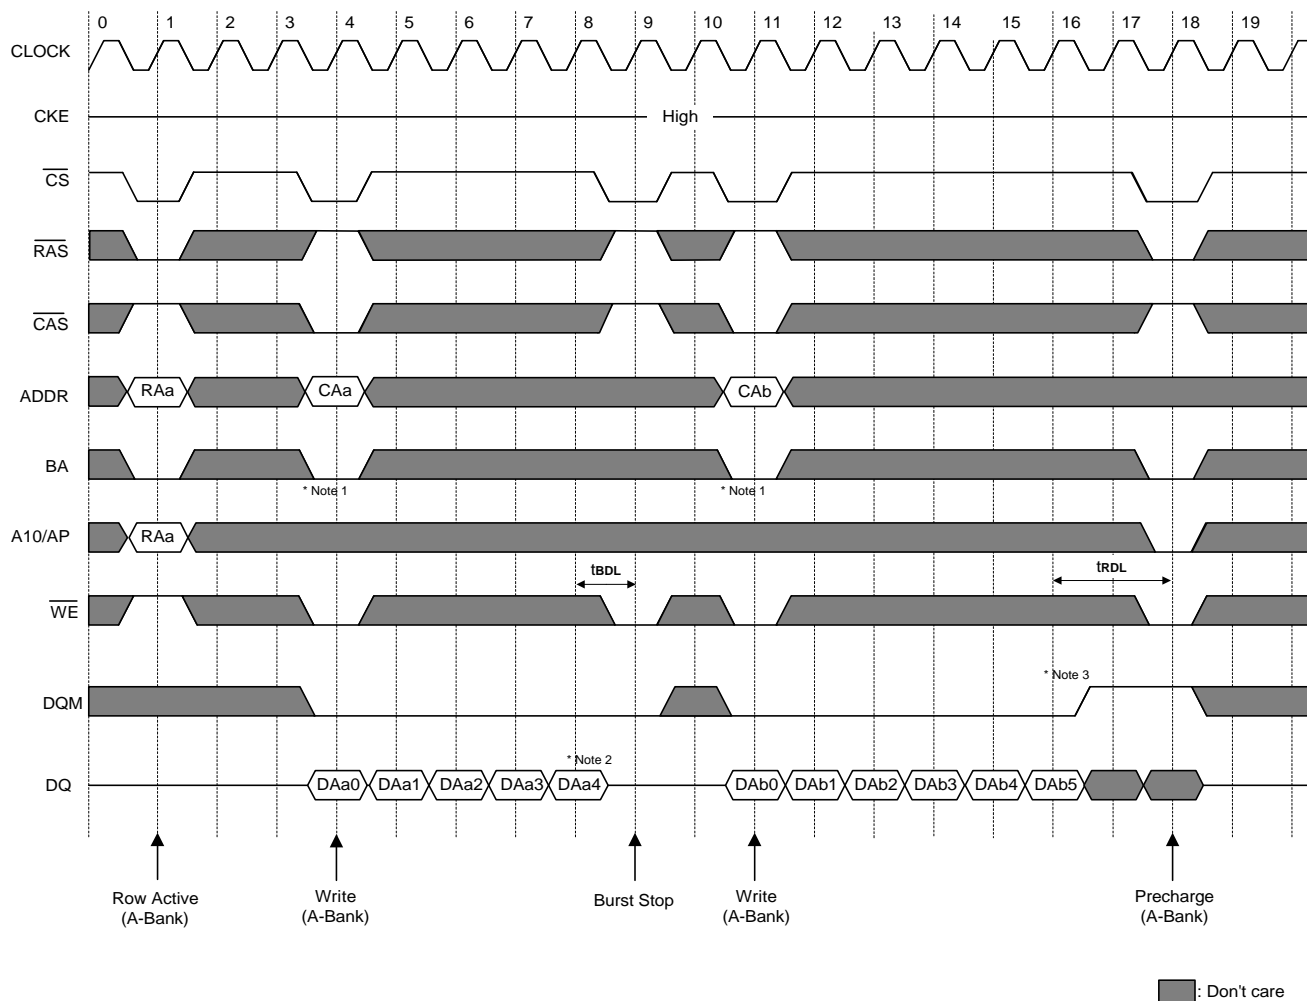 0 1 2 3 4 5 6 7 8 9 10 11 12 13 14 15 16 17 18 19
CLOCK
CKE High
CS
RAS
CAS
ADDR RAa CAa CAb
BA
* Note 1 * Note 1
A10/AP RAa
tBDL tRDL
WE
* Note 3
DQM
* Note 2
DQ DAa0 DAa1 DAa2 DAa3 DAa4 DAb0 DAb1 DAb2 DAb3 DAb4 DAb5
Row Active Write Burst Stop Write Precharge
(A-Bank) (A-Bank) (A-Bank) (A-Bank)
: Don't care